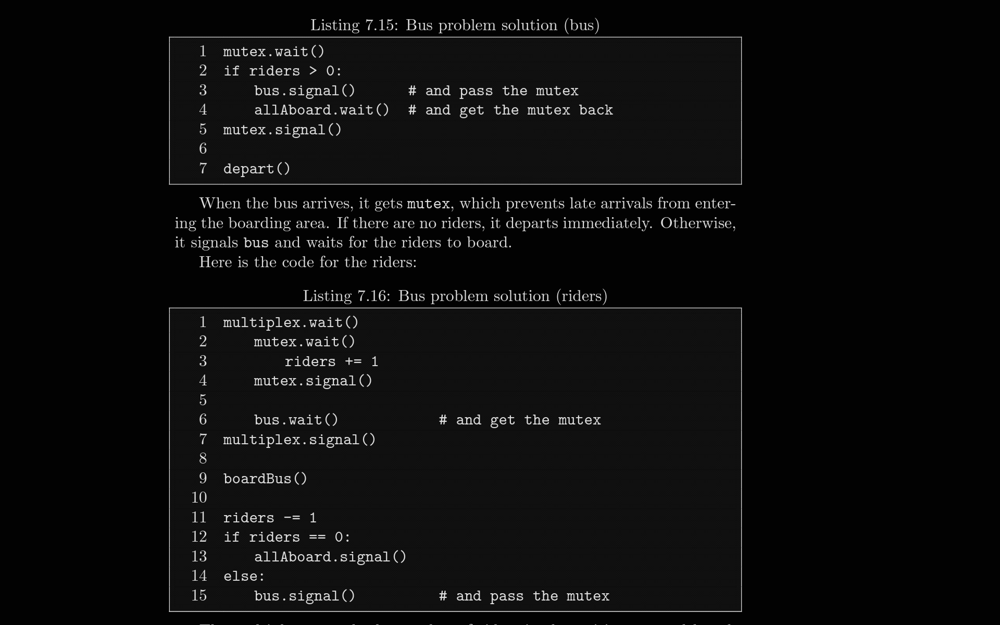 Listing 7.15: Bus problem solution (bus)
1 mutex.wait()
2 if riders > 0:
3     bus.signal()      # and pass the mutex
4     allAboard.wait()  # and get the mutex back
5 mutex.signal()
6
7 depart()
When the bus arrives, it gets mutex, which prevents late arrivals from enter-
ing the boarding area. If there are no riders, it departs immediately. Otherwise,
it signals bus and waits for the riders to board.
Here is the code for the riders:
Listing 7.16: Bus problem solution (riders)
1 multiplex.wait()
2     mutex.wait()
3         riders += 1
4     mutex.signal()
5
6     bus.wait()            # and get the mutex
7 multiplex.signal()
8
9 boardBus()
10
11 riders -= 1
12 if riders == 0:
13     allAboard.signal()
14 else:
15     bus.signal()          # and pass the mutex